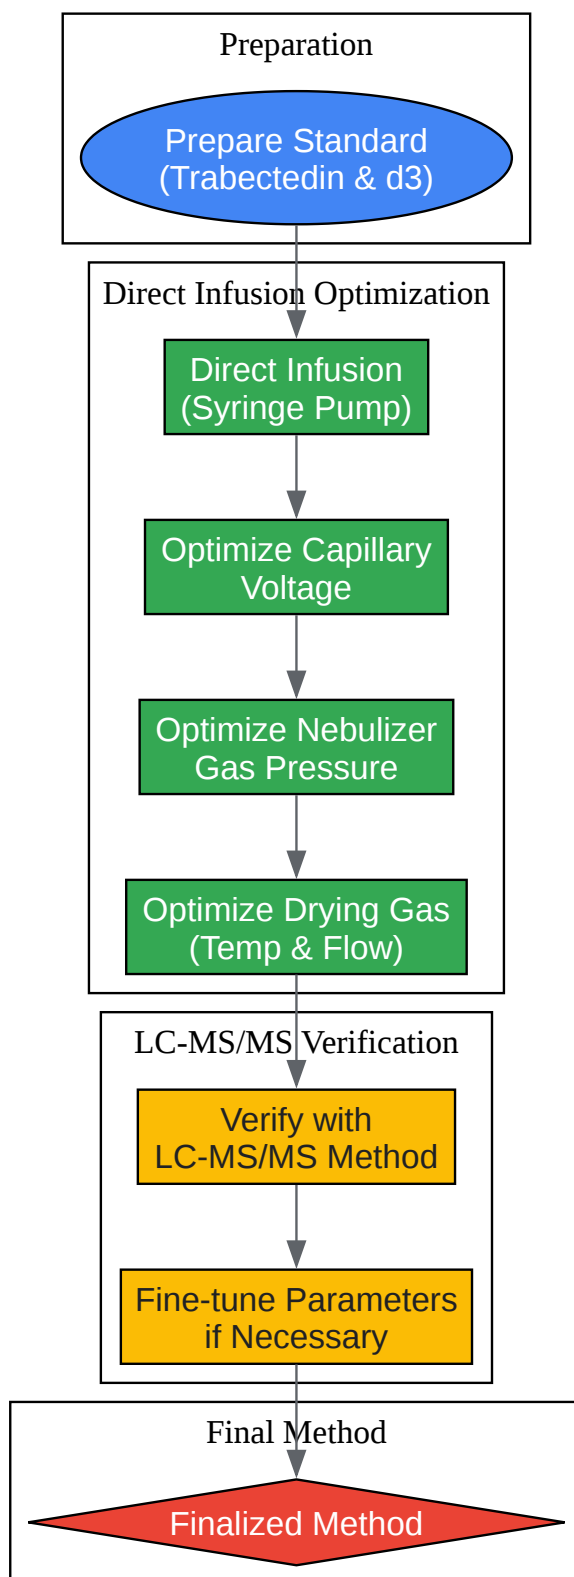 Preparation
Prepare Standard
(Trabectedin & d3)
Direct Infusion Optimization
Direct Infusion
(Syringe Pump)
Optimize Capillary
Voltage
Optimize Nebulizer
Gas Pressure
Optimize Drying Gas
(Temp & Flow)
LC-MS/MS Verification
Verify with
LC-MS/MS Method
Fine-tune Parameters
if Necessary
Final Method
Finalized Method